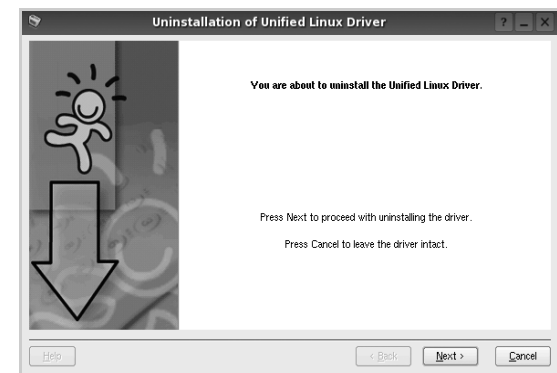 Uninstallation of Unified Linux Driver
You are about to uninstall the Unified Linux Driver.
Press Next to proceed with uninstalling the driver.
Press Cancel to leave the driver intact.
Help
< Back
Next >
Cancel